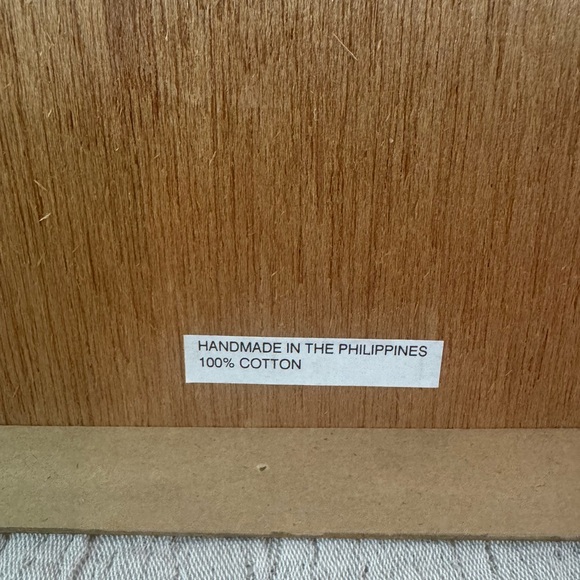 HANDMADE IN THE PHILIPPINES
100% COTTON